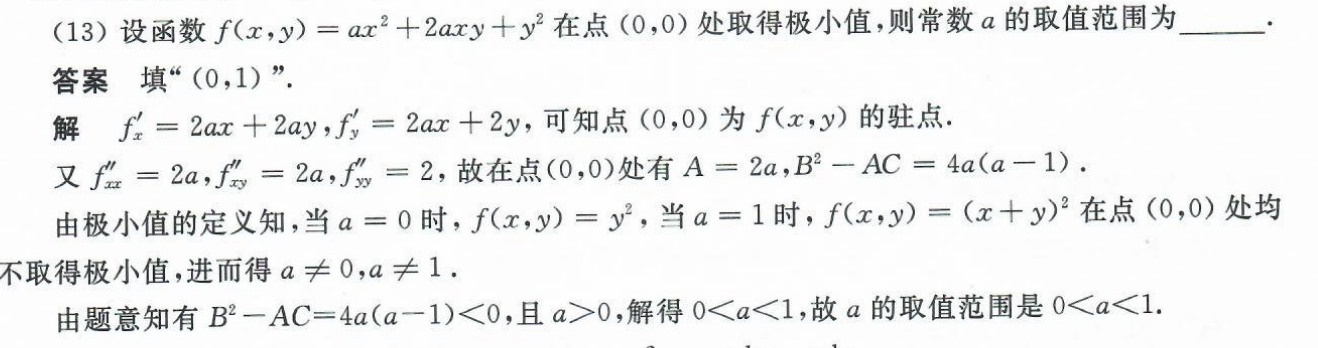 (13) 设函数 f(x,y) = ax² + 2axy + y² 在点 (0,0) 处取得极小值,则常数 a 的取值范围为______.
答案 填“(0,1)”.
解 f′ₓ = 2ax + 2ay, f′ᵧ = 2ax + 2y, 可知点 (0,0) 为 f(x,y) 的驻点.
又 f″ₓₓ = 2a, f″ₓᵧ = 2a, f″ᵧᵧ = 2, 故在点(0,0)处有 A = 2a, B² − AC = 4a(a − 1).
由极小值的定义知,当 a = 0 时, f(x,y) = y², 当 a = 1 时, f(x,y) = (x + y)² 在点 (0,0) 处均
不取得极小值,进而得 a ≠ 0, a ≠ 1.
由题意知有 B² − AC = 4a(a − 1) < 0, 且 a > 0, 解得 0 < a < 1, 故 a 的取值范围是 0 < a < 1.